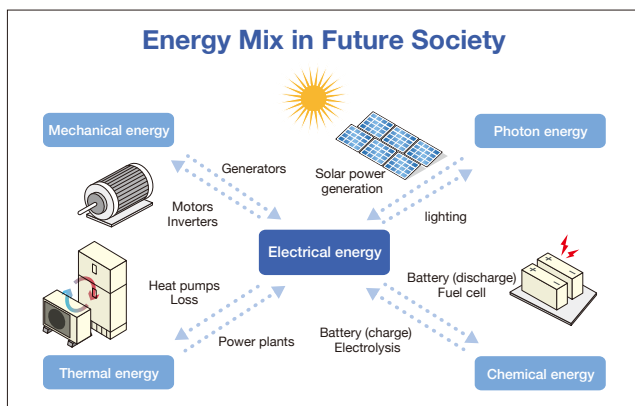 Energy Mix in Future Society
Mechanical energy
Photon energy
Generators
Solar power
generation
Motors
Inverters
lighting
Electrical energy
Heat pumps
Loss
Battery (discharge)
Fuel cell
Power plants
Battery (charge)
Electrolysis
Thermal energy
Chemical energy